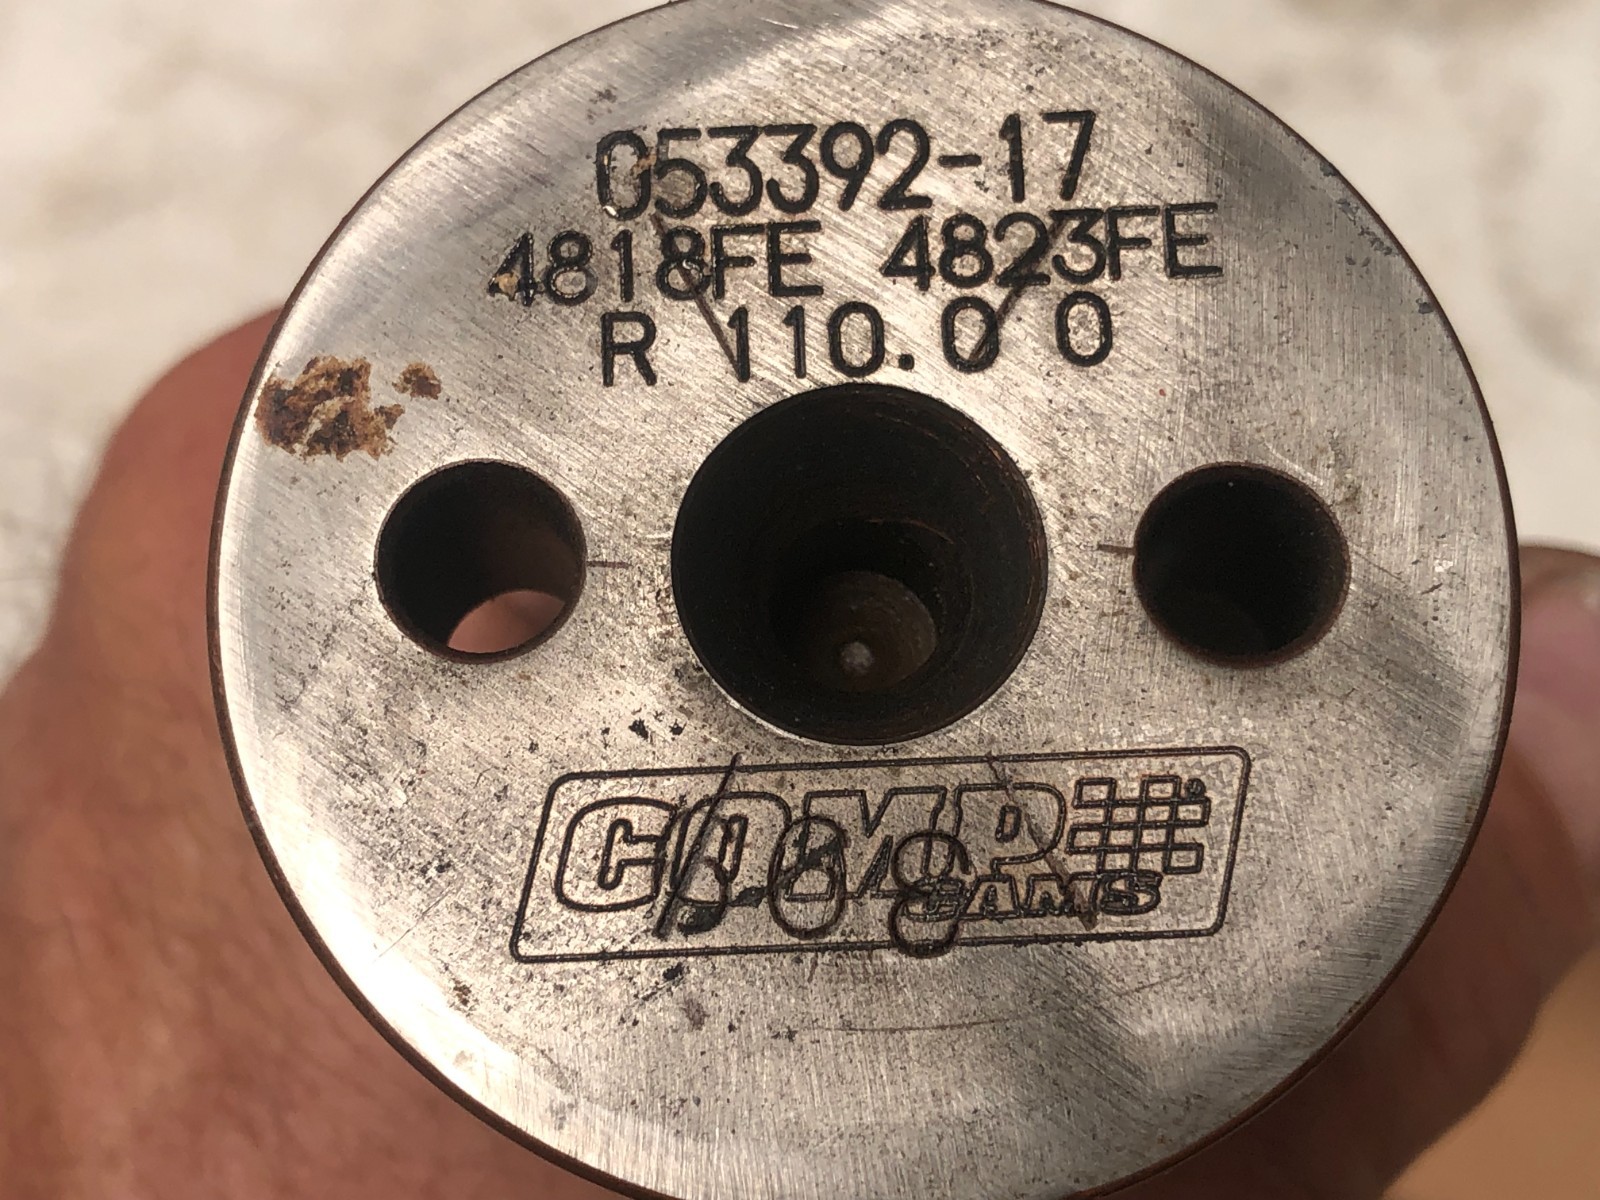 053392-17
4818FE 4823FE
R 110.0 0
COMP
CAMS